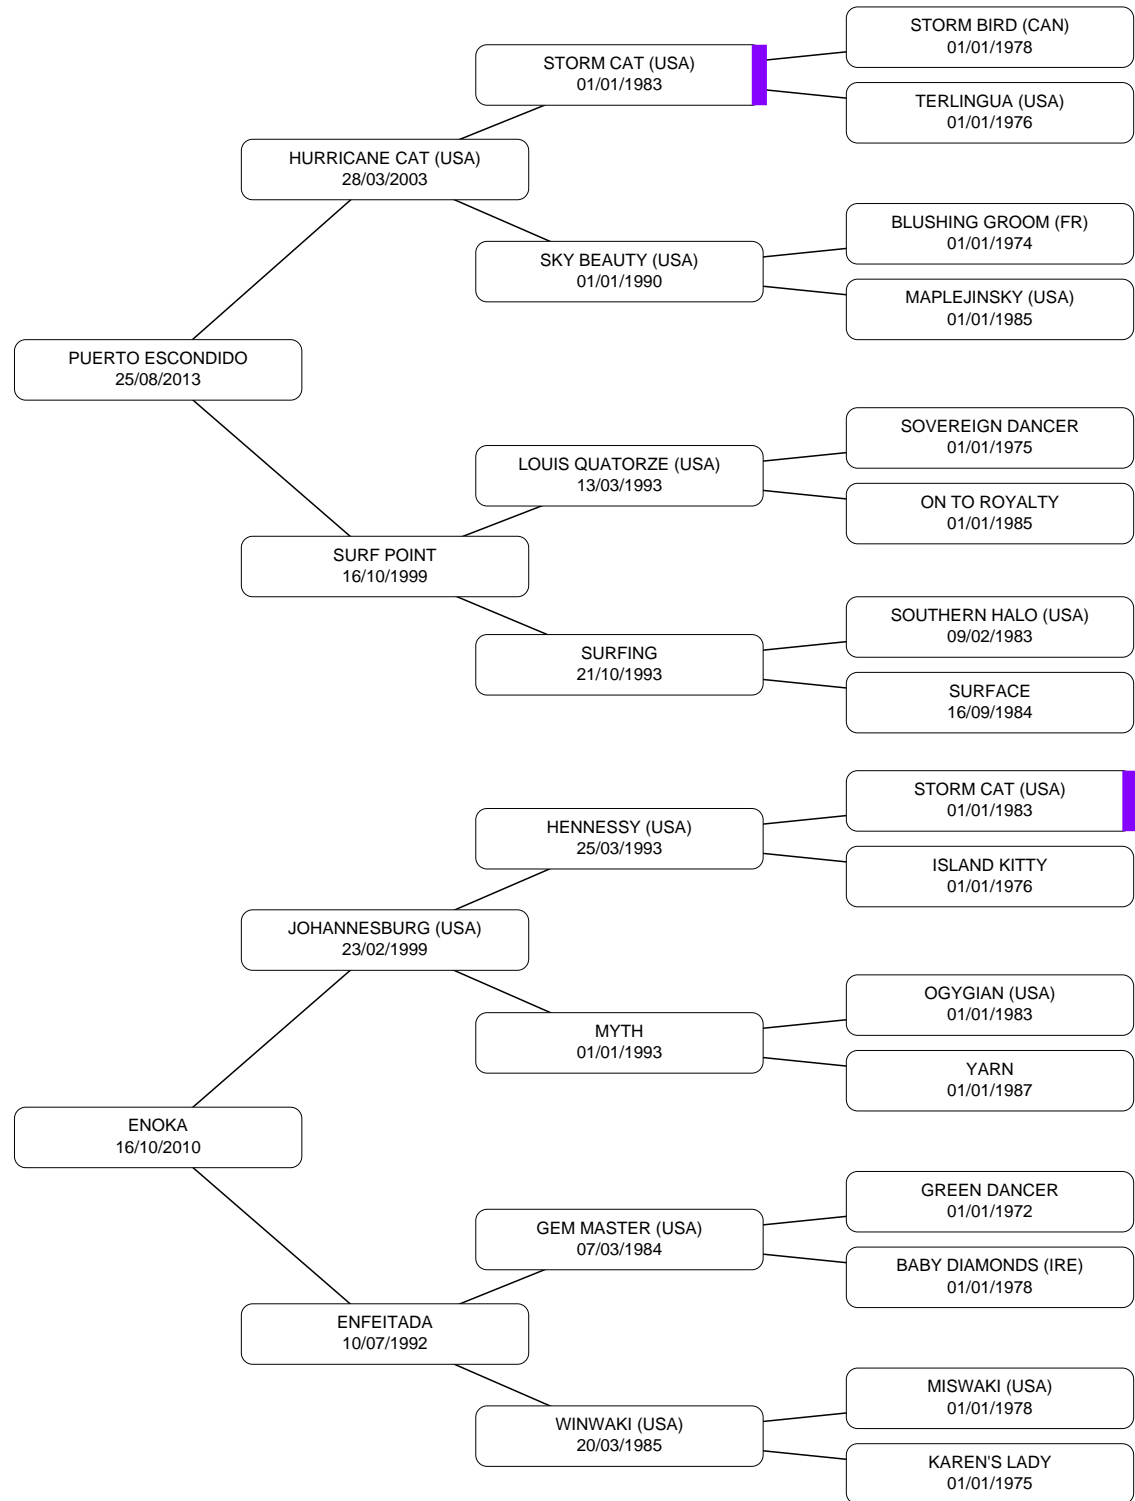 STORM BIRD (CAN)
01/01/1978
STORM CAT (USA)
01/01/1983
TERLINGUA (USA)
01/01/1976
HURRICANE CAT (USA)
28/03/2003
BLUSHING GROOM (FR)
01/01/1974
SKY BEAUTY (USA)
01/01/1990
MAPLEJINSKY (USA)
01/01/1985
PUERTO ESCONDIDO
25/08/2013
SOVEREIGN DANCER
01/01/1975
LOUIS QUATORZE (USA)
13/03/1993
ON TO ROYALTY
01/01/1985
SURF POINT
16/10/1999
SOUTHERN HALO (USA)
09/02/1983
SURFING
21/10/1993
SURFACE
16/09/1984
STORM CAT (USA)
01/01/1983
HENNESSY (USA)
25/03/1993
ISLAND KITTY
01/01/1976
JOHANNESBURG (USA)
23/02/1999
OGYGIAN (USA)
01/01/1983
MYTH
01/01/1993
YARN
01/01/1987
ENOKA
16/10/2010
GREEN DANCER
01/01/1972
GEM MASTER (USA)
07/03/1984
BABY DIAMONDS (IRE)
01/01/1978
ENFEITADA
10/07/1992
MISWAKI (USA)
01/01/1978
WINWAKI (USA)
20/03/1985
KAREN'S LADY
01/01/1975